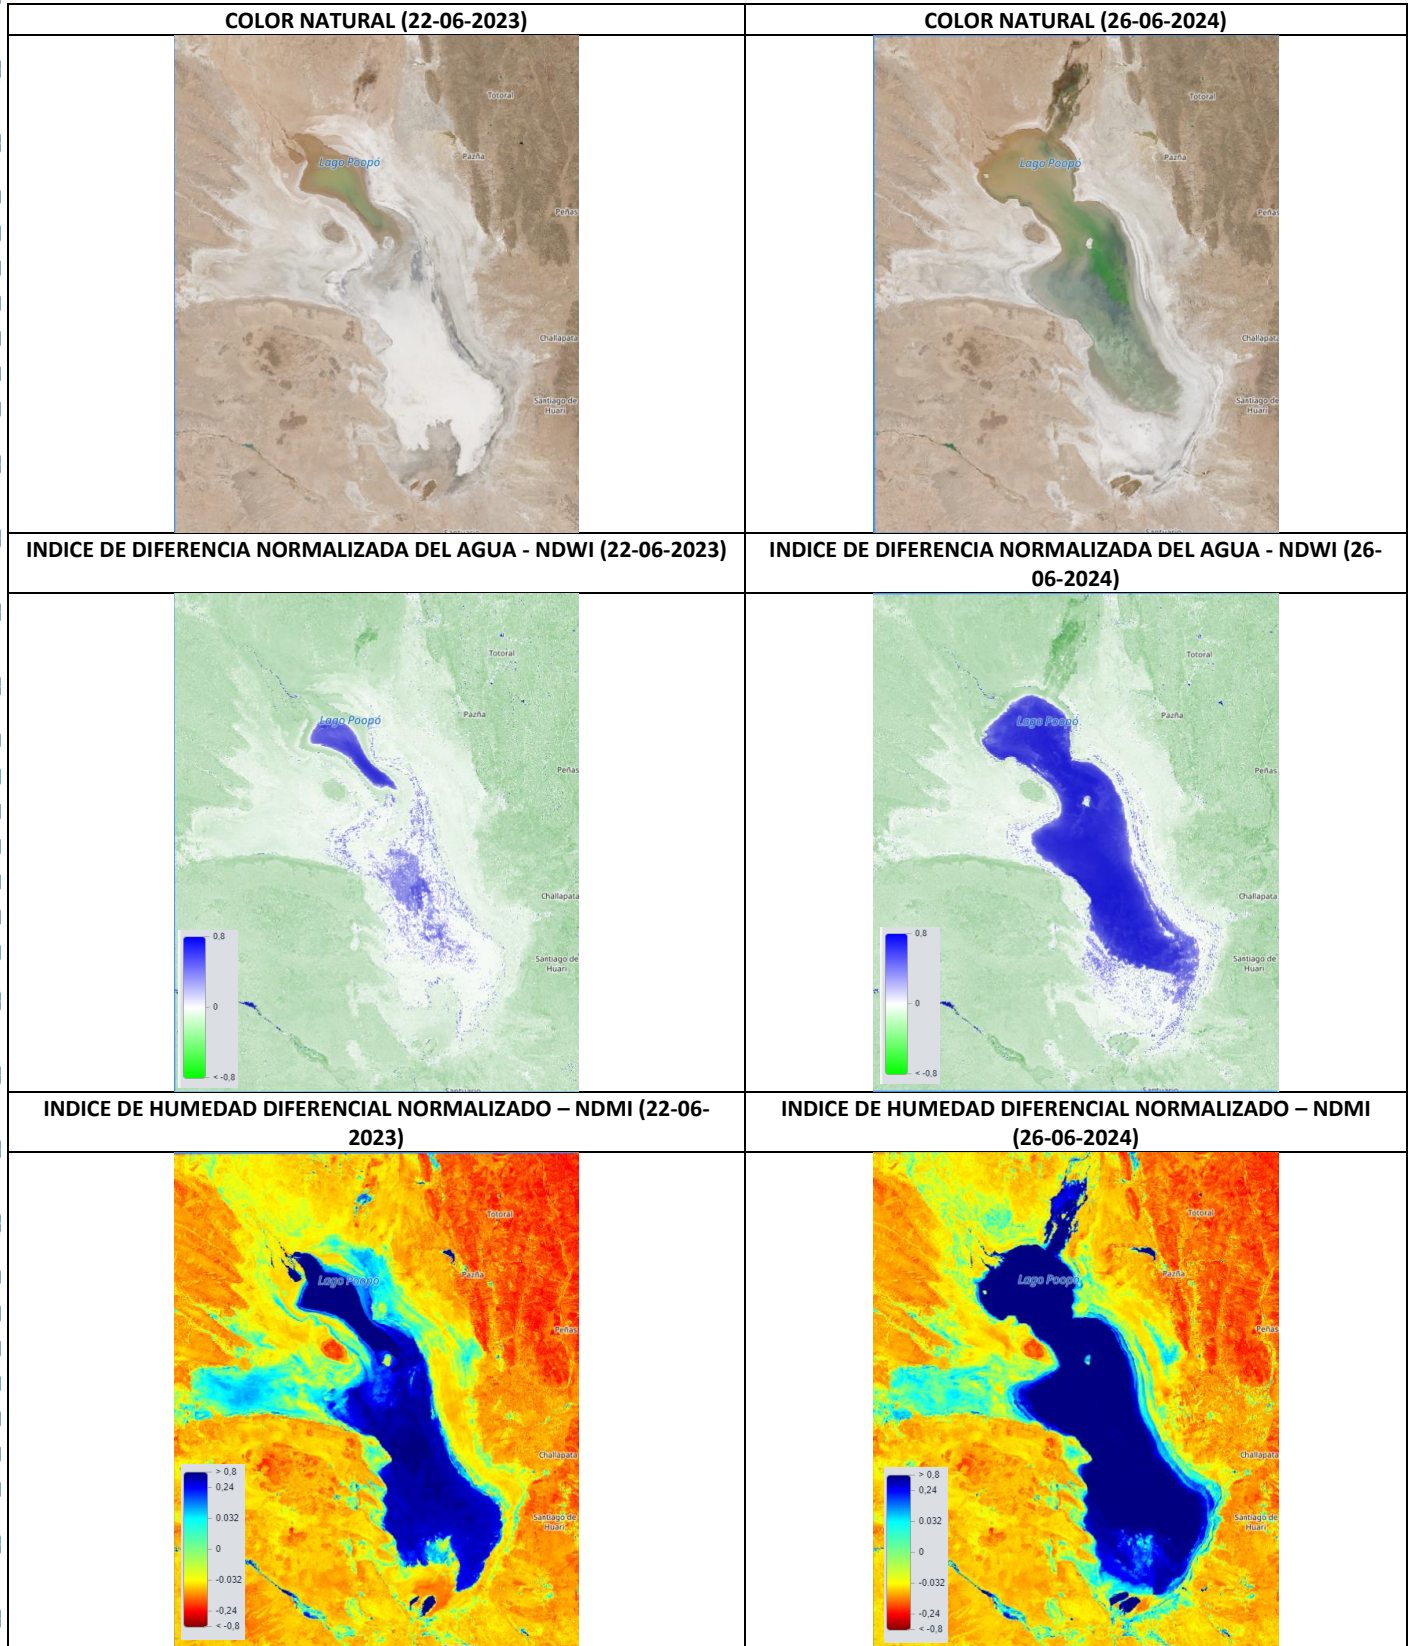 COLOR NATURAL (22-06-2023)
COLOR NATURAL (26-06-2024)
Totoral
Lago Poopó
Pazña
Peñas
Challapata
Santiago de
Huari
Totoral
Lago Poopó
Pazña
Peñas
Challapata
Santiago de
Huari
INDICE DE DIFERENCIA NORMALIZADA DEL AGUA - NDWI (22-06-2023)
INDICE DE DIFERENCIA NORMALIZADA DEL AGUA - NDWI (26-
06-2024)
Totoral
Lago Poopó
Pazña
Peñas
Challapata
Santiago de
Huari
0,8
0
< -0,8
Totoral
Lago Poopó
Pazña
Peñas
Challapata
Santiago de
Huari
0,8
0
< -0,8
INDICE DE HUMEDAD DIFERENCIAL NORMALIZADO – NDMI (22-06-
2023)
INDICE DE HUMEDAD DIFERENCIAL NORMALIZADO – NDMI
(26-06-2024)
Totoral
Lago Poopó
Pazña
Peñas
Challapata
Santiago de
Huari
> 0,8
0,24
0.032
0
-0.032
-0,24
< -0,8
Totoral
Lago Poopó
Pazña
Peñas
Challapata
Santiago de
Huari
> 0,8
0,24
0.032
0
-0.032
-0,24
< -0,8